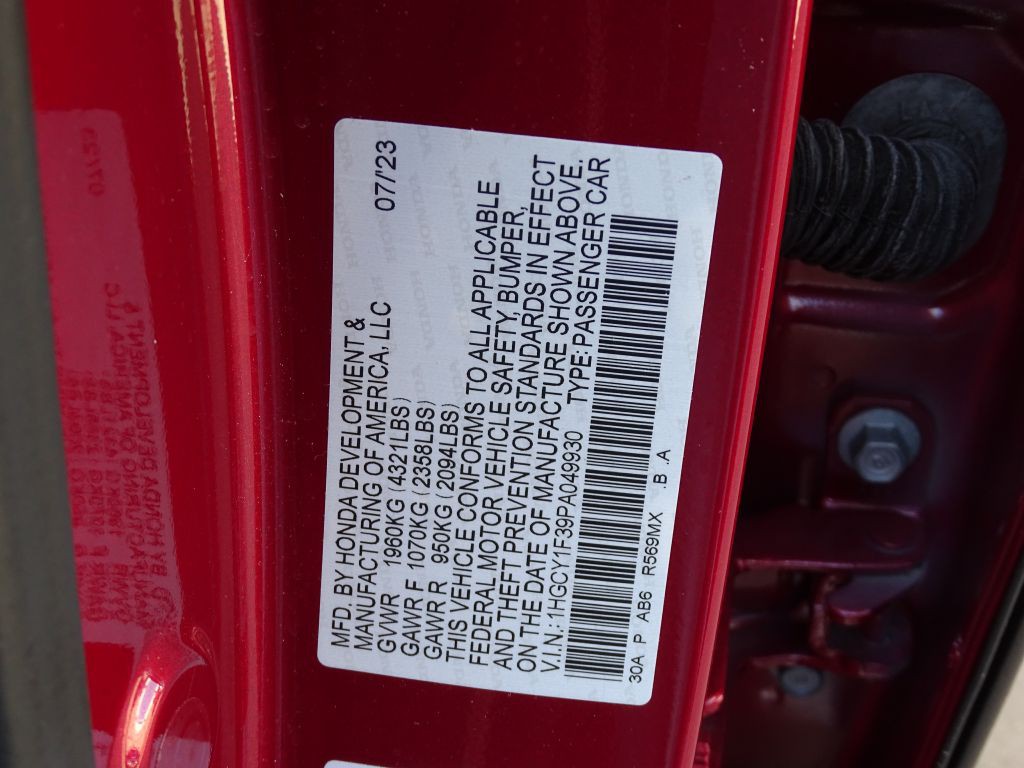 MFD. BY HONDA DEVELOPMENT &
MANUFACTURING OF AMERICA, LLC 07/'23
GVWR 1960KG (4321LBS)
GAWR F 1070KG (2358LBS)
GAWR R 950KG (2094LBS)
THIS VEHICLE CONFORMS TO ALL APPLICABLE
FEDERAL MOTOR VEHICLE SAFETY, BUMPER,
AND THEFT PREVENTION STANDARDS IN EFFECT
ON THE DATE OF MANUFACTURE SHOWN ABOVE.
V.I.N.: 1HGCY1F39PA049930 TYPE: PASSENGER CAR
30A P AB6 R569MX .B .A